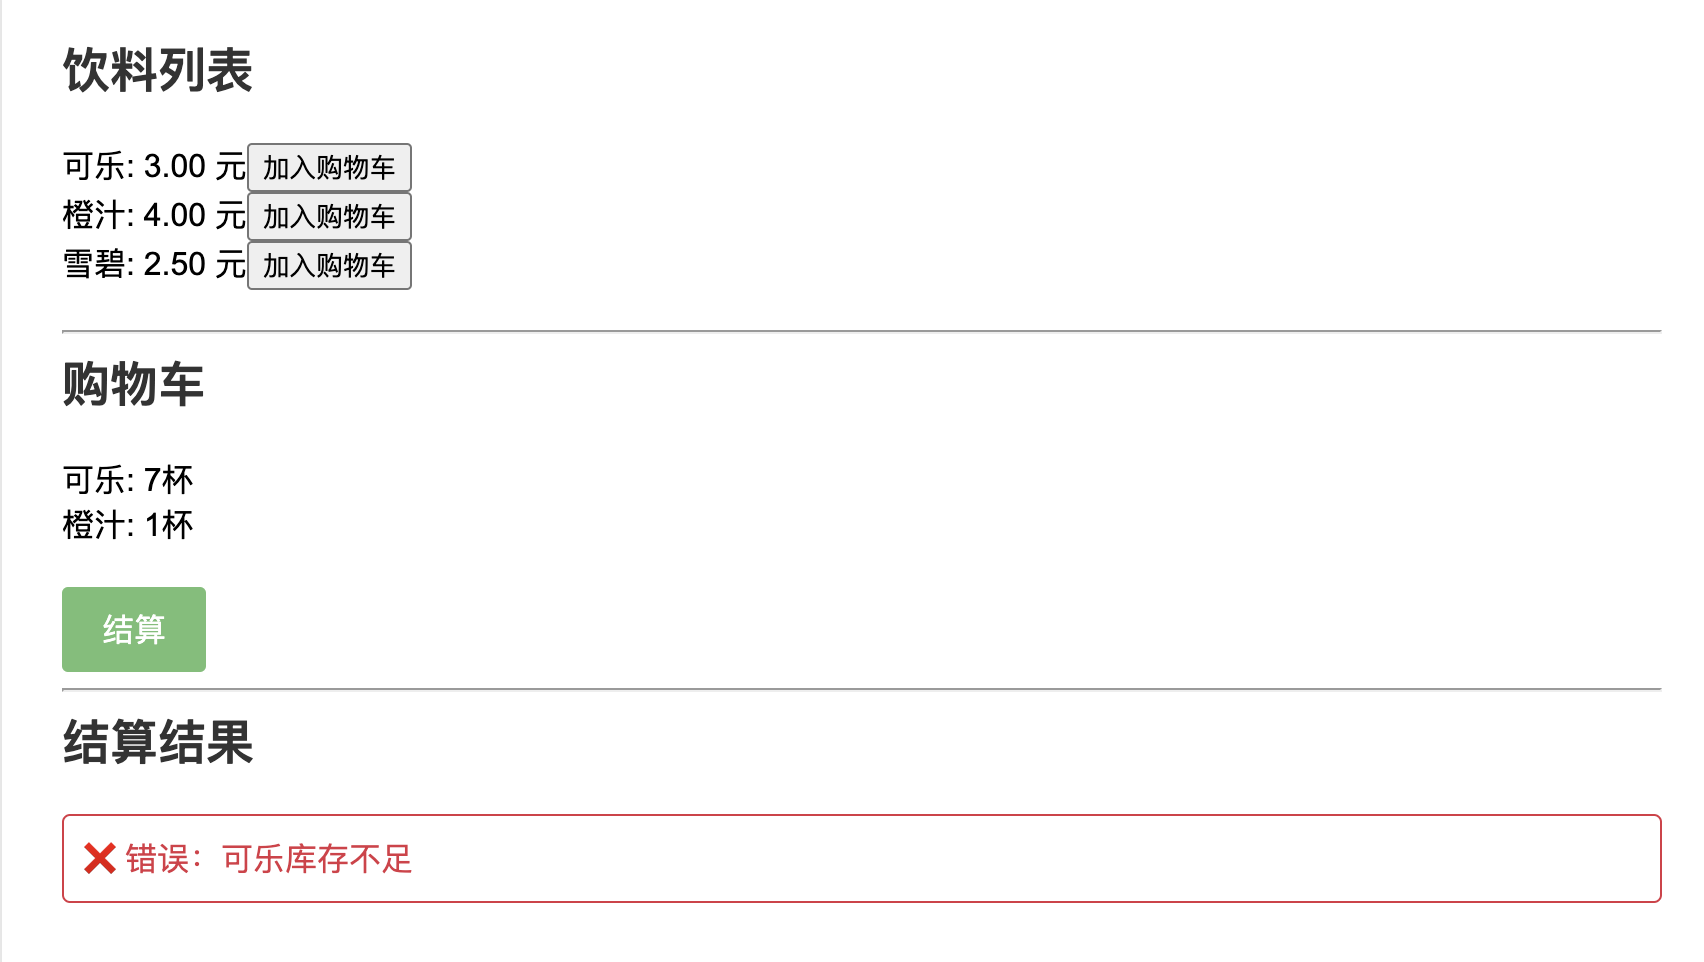 饮料列表
可乐: 3.00 元 加入购物车
橙汁: 4.00 元 加入购物车
雪碧: 2.50 元 加入购物车
购物车
可乐: 7杯
橙汁: 1杯
结算
结算结果
❌ 错误：可乐库存不足